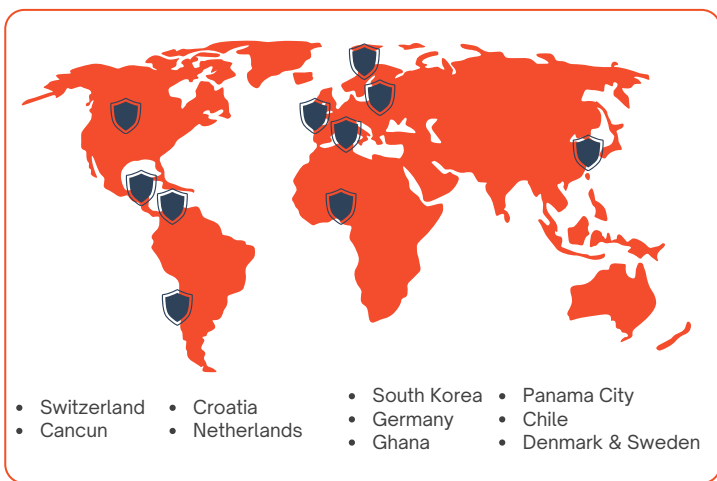 Switzerland
Cancun
Croatia
Netherlands
South Korea
Germany
Ghana
Panama City
Chile
Denmark & Sweden